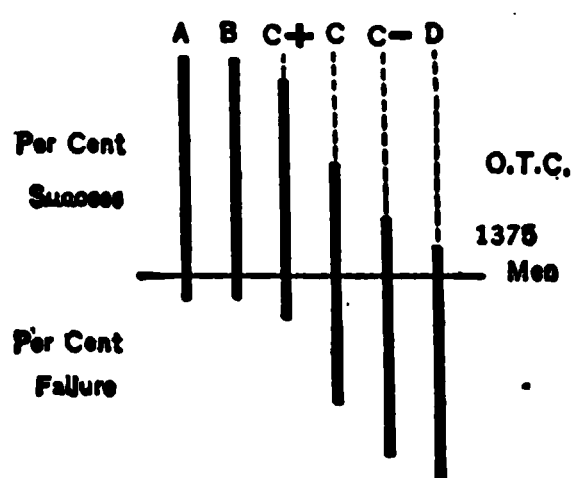 A B C+ C C- D
Per Cent
Success
O.T.C.
1375
Men
Per Cent
Failure